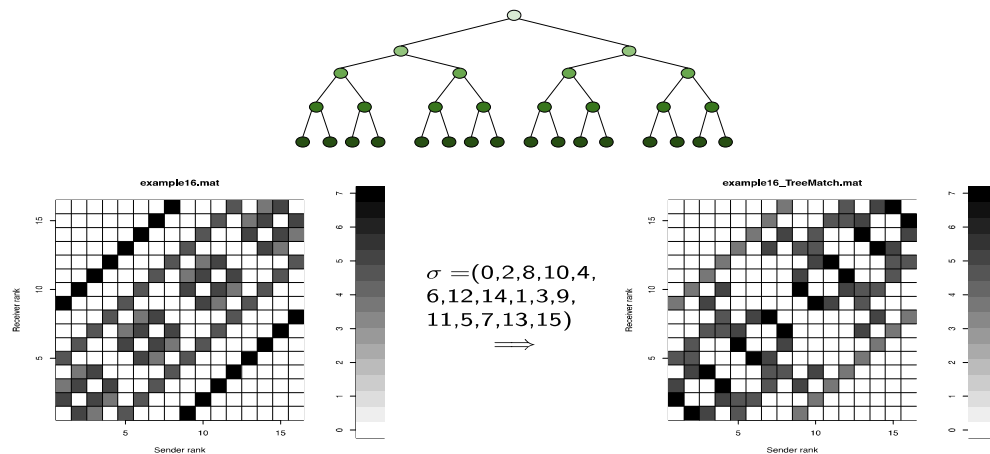 example16.mat
15
10
5
Receiver rank
5 10 15
Sender rank
7
6
5
4
3
2
1
0
σ =(0,2,8,10,4,
6,12,14,1,3,9,
11,5,7,13,15)
⟹
example16_TreeMatch.mat
15
10
5
Receiver rank
5 10 15
Sender rank
7
6
5
4
3
2
1
0